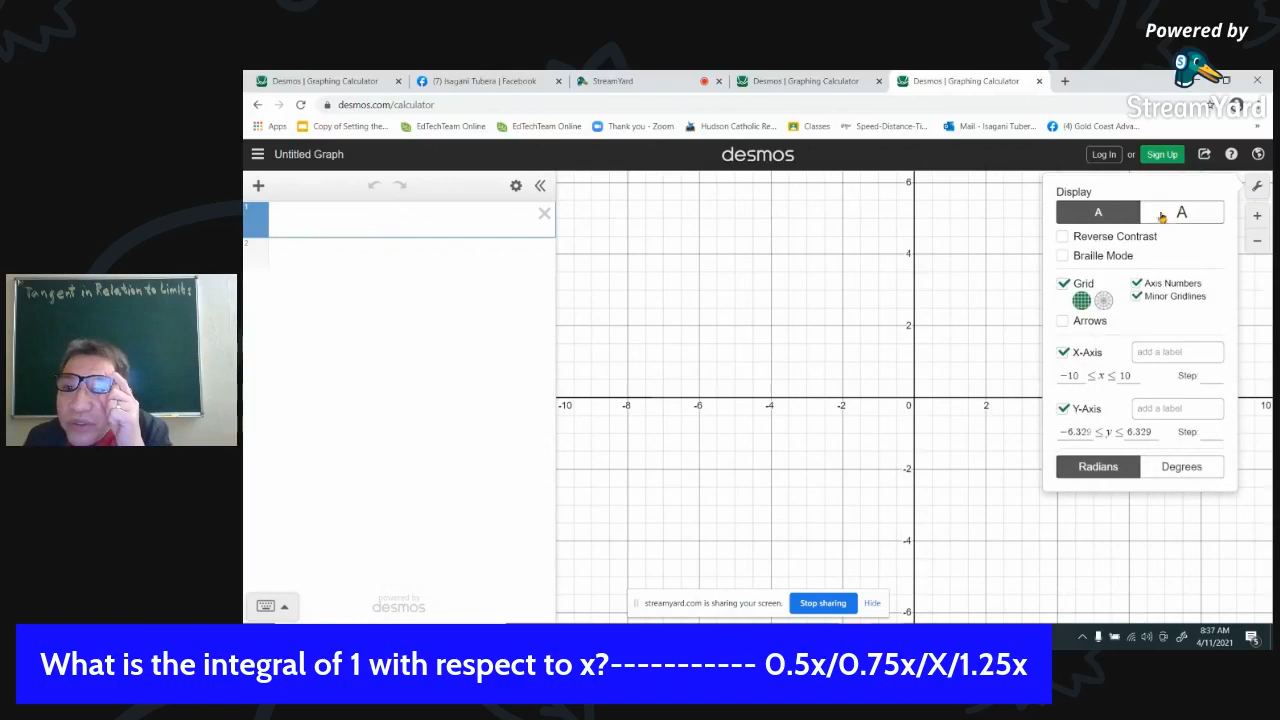 Powered by
StreamYard
Desmos | Graphing Calculator
(7) Isagani Tubera | Facebook
StreamYard
Desmos | Graphing Calculator
Desmos | Graphing Calculator
desmos.com/calculator
Apps
Copy of Setting the...
EdTechTeam Online
EdTechTeam Online
Thank you - Zoom
Hudson Catholic Re...
Classes
Speed-Distance-Ti...
Mail - Isagani Tuber...
(4) Gold Coast Adva...
Untitled Graph
desmos
Log In or Sign Up
1
2
Display
A A
Reverse Contrast
Braille Mode
Grid
Axis Numbers
Minor Gridlines
Arrows
X-Axis add a label
-10 ≤ x ≤ 10 Step:
Y-Axis add a label
-6.329 ≤ y ≤ 6.329 Step:
Radians Degrees
6
4
2
-10 -8 -6 -4 -2 0 2 10
-2
-4
-6
Tangent in Relation to Limits
powered by
desmos
streamyard.com is sharing your screen. Stop sharing Hide
8:37 AM
4/11/2021
5
What is the integral of 1 with respect to x?----------- 0.5x/0.75x/X/1.25x